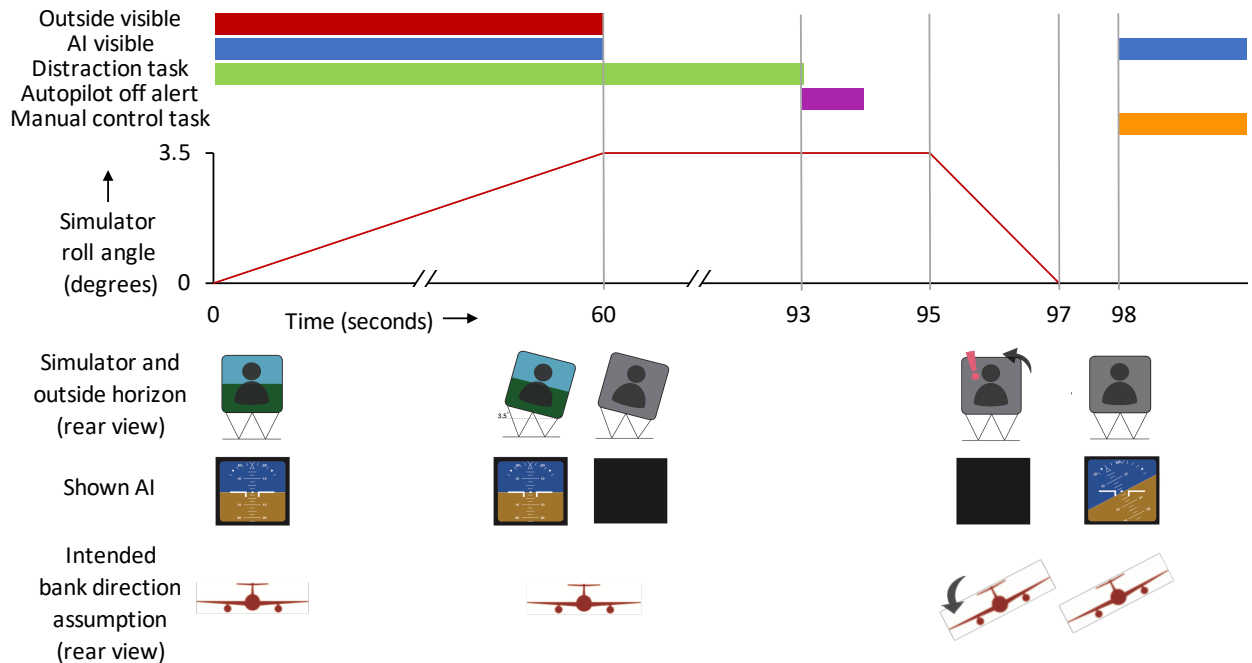 Outside visible
AI visible
Distraction task
Autopilot off alert
Manual control task
3.5
Simulator
roll angle
(degrees)
0
0
Time (seconds)
60
93
95
97
98
Simulator and
outside horizon
(rear view)
3.5°
!
Shown AI
Intended
bank direction
assumption
(rear view)